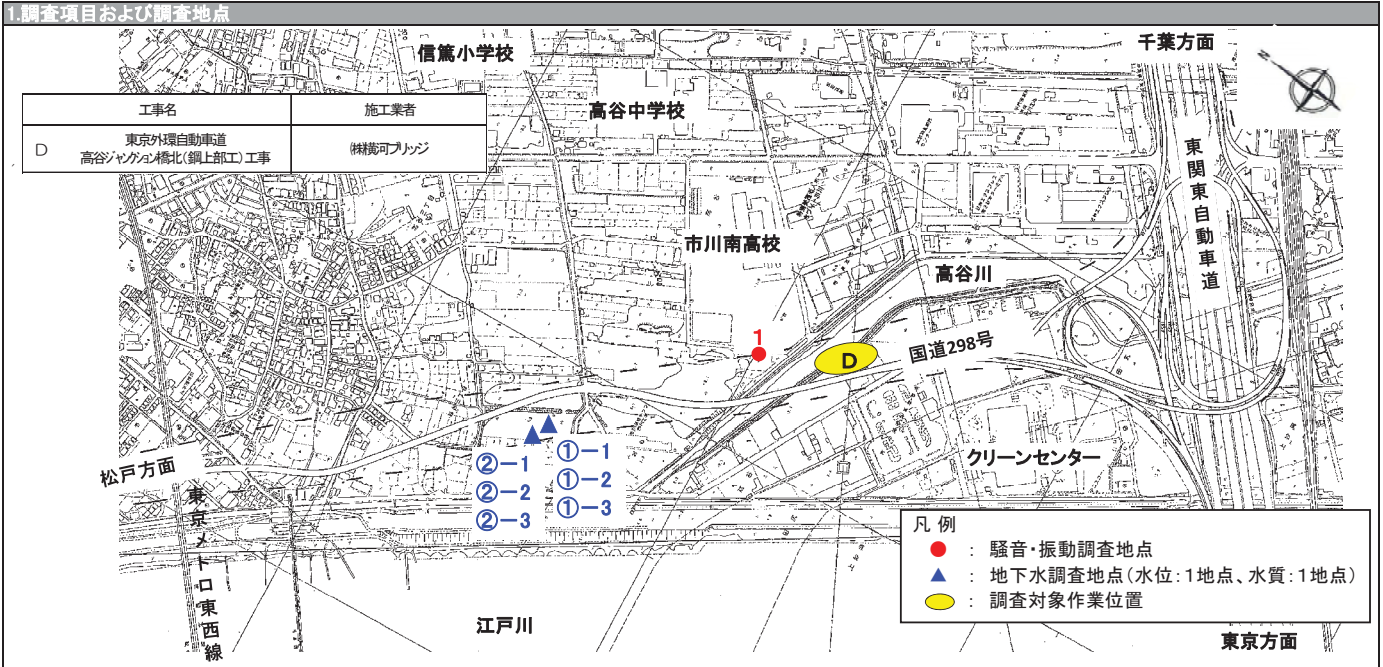 1.調査項目および調査地点
信篤小学校
千葉方面
N
工事名 施工業者
D 東京外環自動車道 ㈱横河ブリッジ
高谷ジャンクション橋北(鋼上部工)工事
高谷中学校
東関東自動車道
市川南高校
高谷川
1
D
国道298号
①-1
②-1
①-2
②-2
①-3
②-3
松戸方面
クリーンセンター
東京メトロ東西線
凡 例
● : 騒音・振動調査地点
▲ : 地下水調査地点(水位:1地点、水質:1地点)
: 調査対象作業位置
江戸川
東京方面